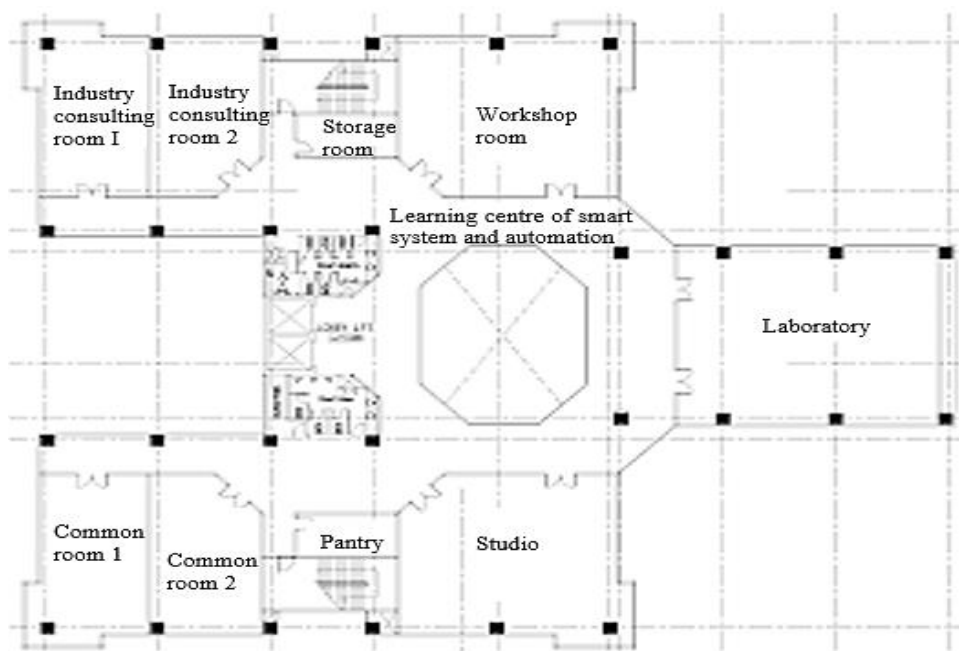 Industry
consulting
room I
Industry
consulting
room 2
Storage
room
Workshop
room
Learning centre of smart
system and automation
Laboratory
Common
room 1
Common
room 2
Pantry
Studio